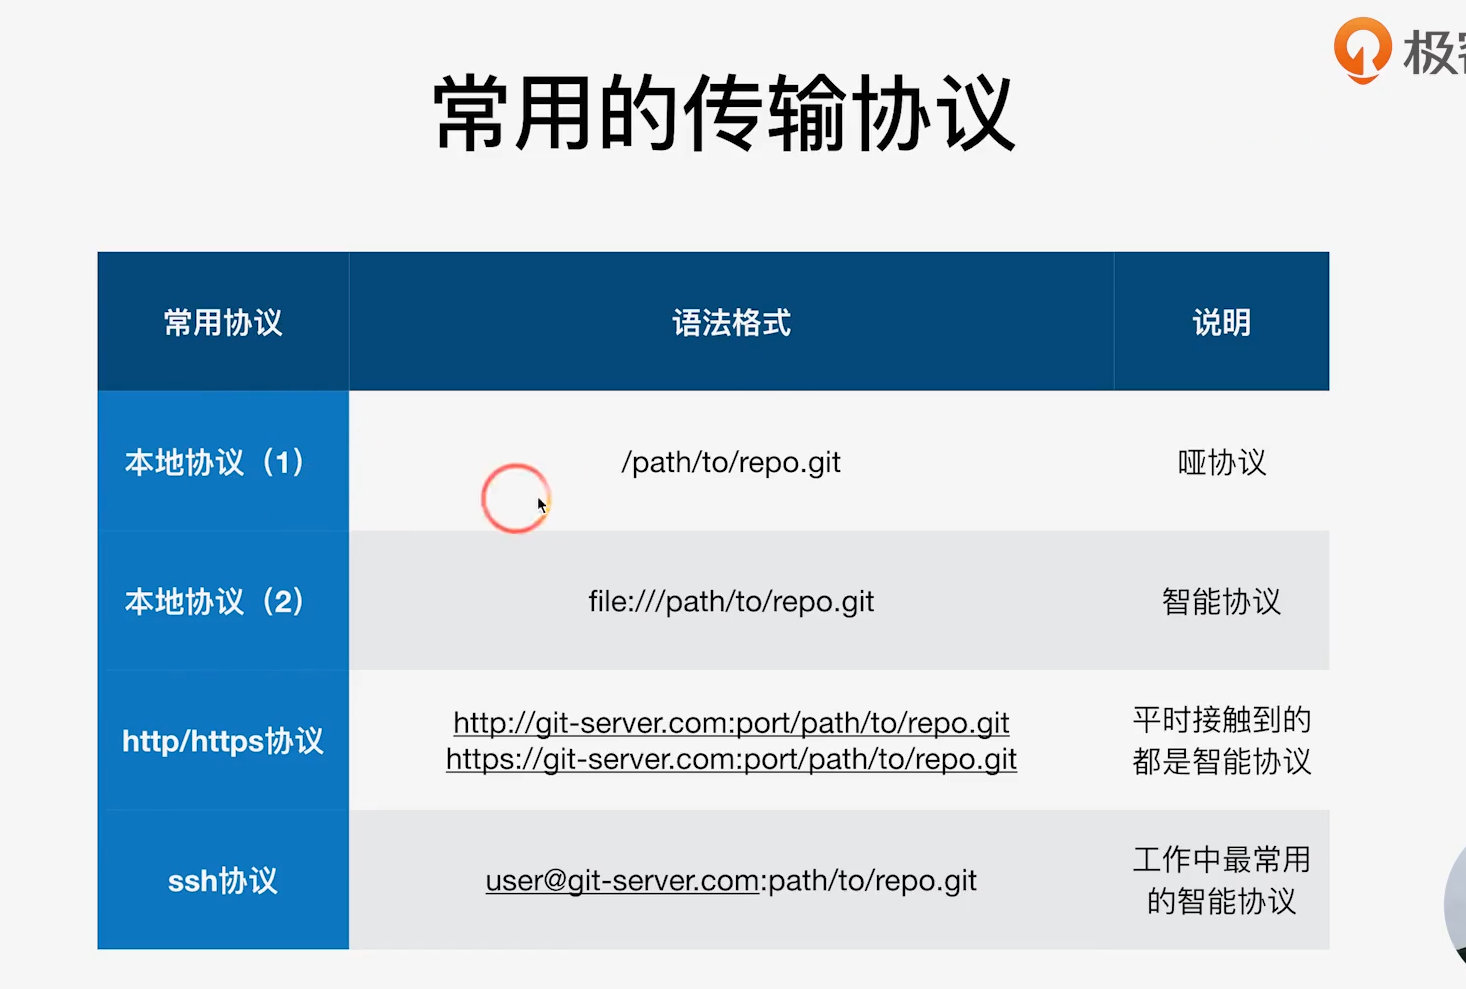 极
常用的传输协议
常用协议 语法格式 说明
本地协议（1） /path/to/repo.git 哑协议
本地协议（2） file:///path/to/repo.git 智能协议
http/https协议
http://git-server.com:port/path/to/repo.git
https://git-server.com:port/path/to/repo.git
平时接触到的
都是智能协议
ssh协议
user@git-server.com:path/to/repo.git
工作中最常用
的智能协议